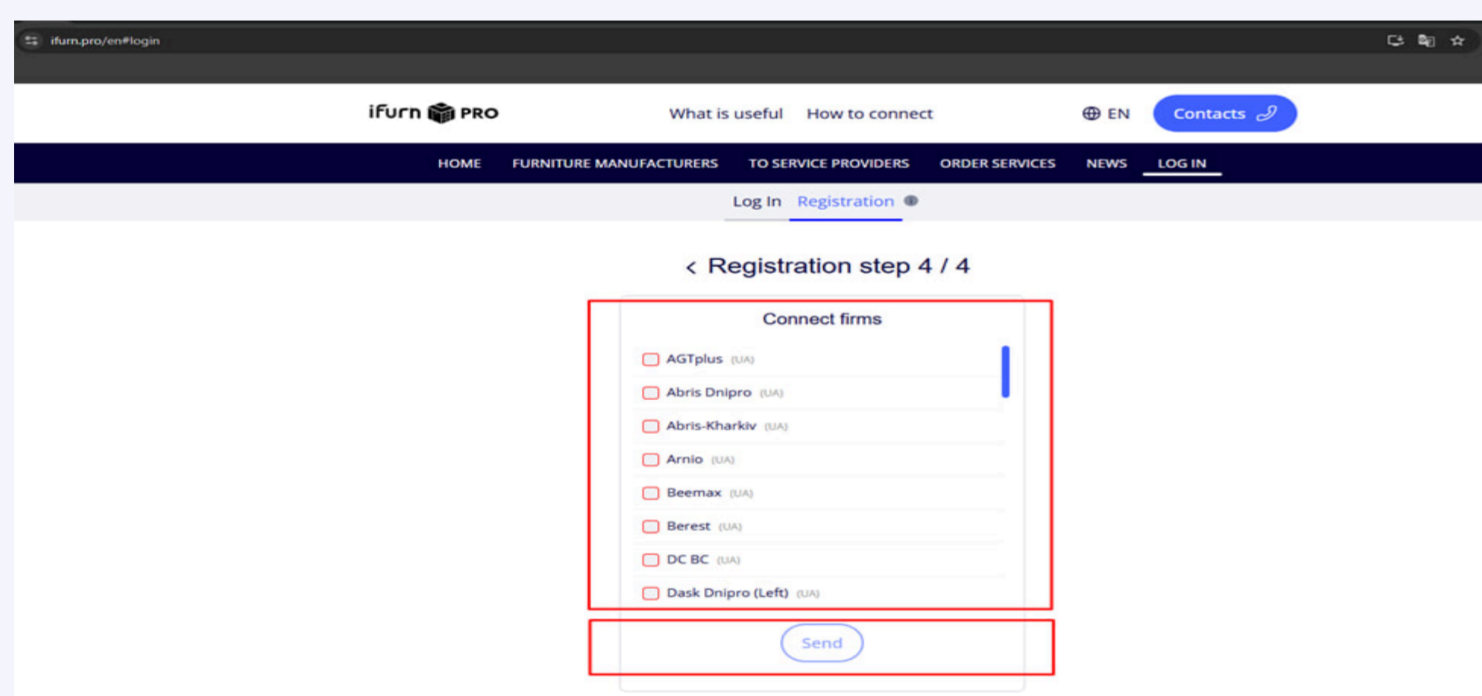 ifurn.pro/en#login
iFurn PRO What is useful How to connect EN Contacts
HOME FURNITURE MANUFACTURERS TO SERVICE PROVIDERS ORDER SERVICES NEWS LOG IN
Log In Registration
< Registration step 4 / 4
Connect firms
AGTplus (UA)
Abris Dnipro (UA)
Abris-Kharkiv (UA)
Arnio (UA)
Beemax (UA)
Berest (UA)
DC BC (UA)
Dask Dnipro (Left) (UA)
Send